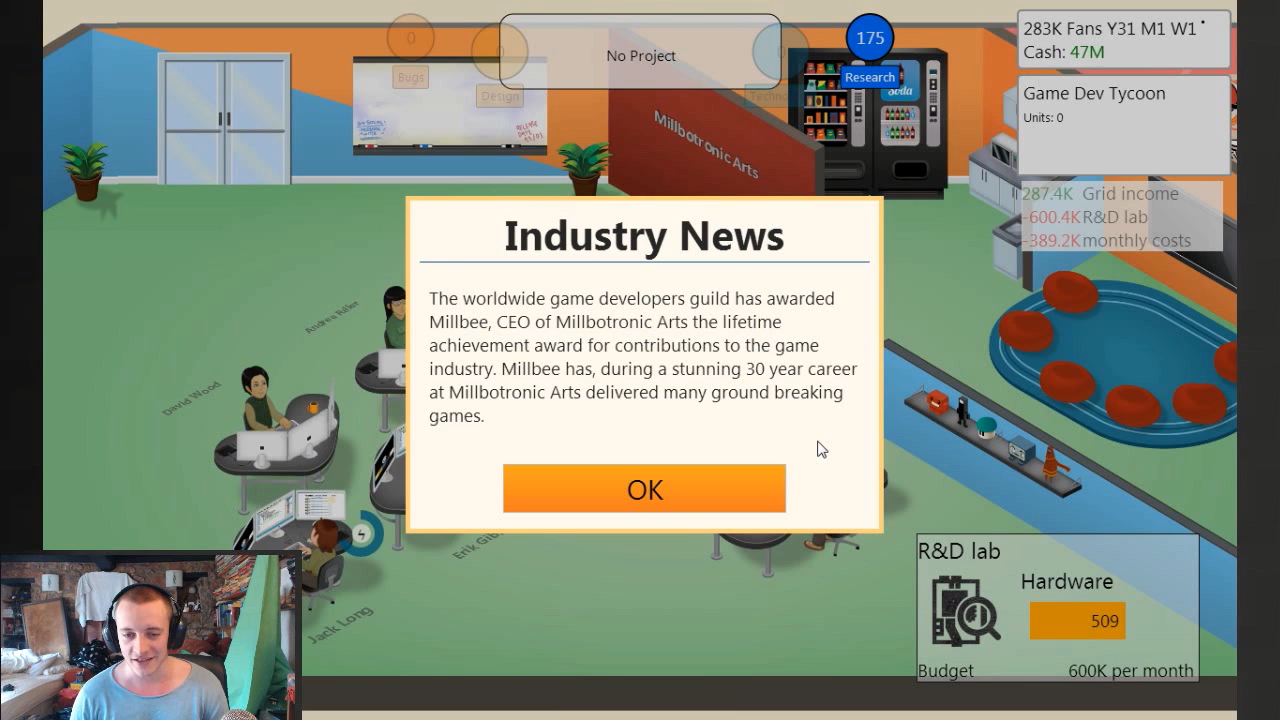 0
0
No Project
0
175
Bugs
Design
Research
283K Fans Y31 M1 W1
Cash: 47M
Game Dev Tycoon
Units: 0
287.4K Grid income
-600.4K R&D lab
-389.2K monthly costs
Soda
Millbotronic Arts
Industry News
The worldwide game developers guild has awarded
Millbee, CEO of Millbotronic Arts the lifetime
achievement award for contributions to the game
industry. Millbee has, during a stunning 30 year career
at Millbotronic Arts delivered many ground breaking
games.
OK
David Wood
Jack Long
R&D lab
Hardware
509
Budget
600K per month